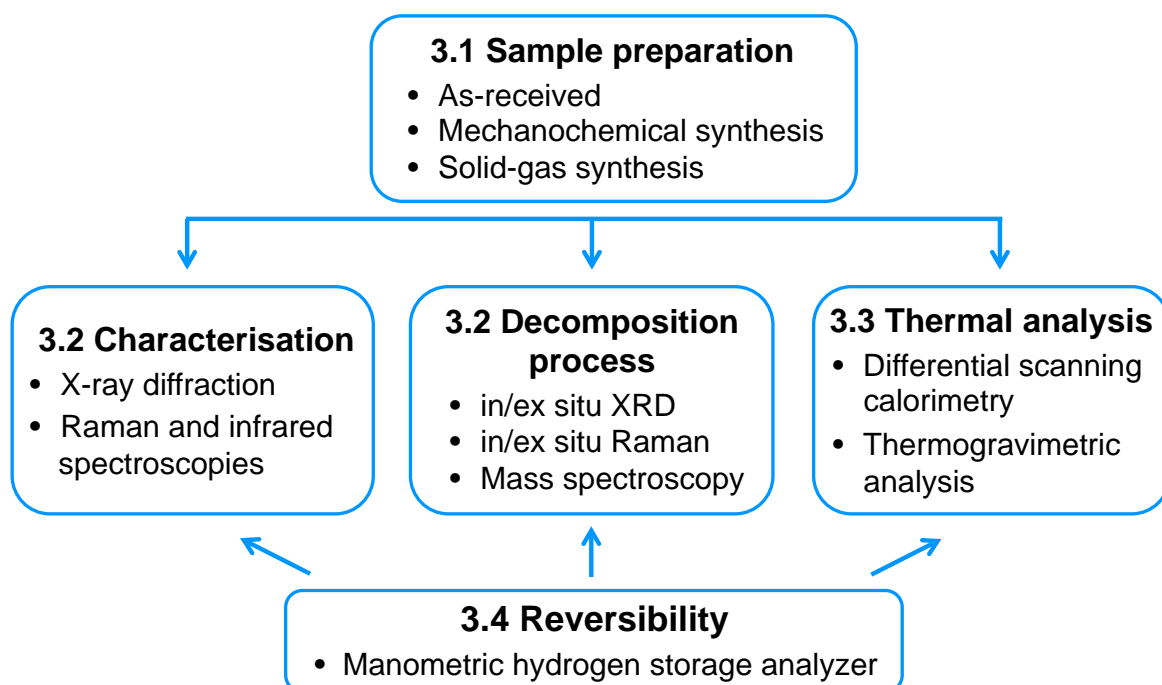 3.1 Sample preparation
• As-received
• Mechanochemical synthesis
• Solid-gas synthesis
3.2 Characterisation
• X-ray diffraction
• Raman and infrared
spectroscopies
3.2 Decomposition
process
• in/ex situ XRD
• in/ex situ Raman
• Mass spectroscopy
3.3 Thermal analysis
• Differential scanning
calorimetry
• Thermogravimetric
analysis
3.4 Reversibility
• Manometric hydrogen storage analyzer